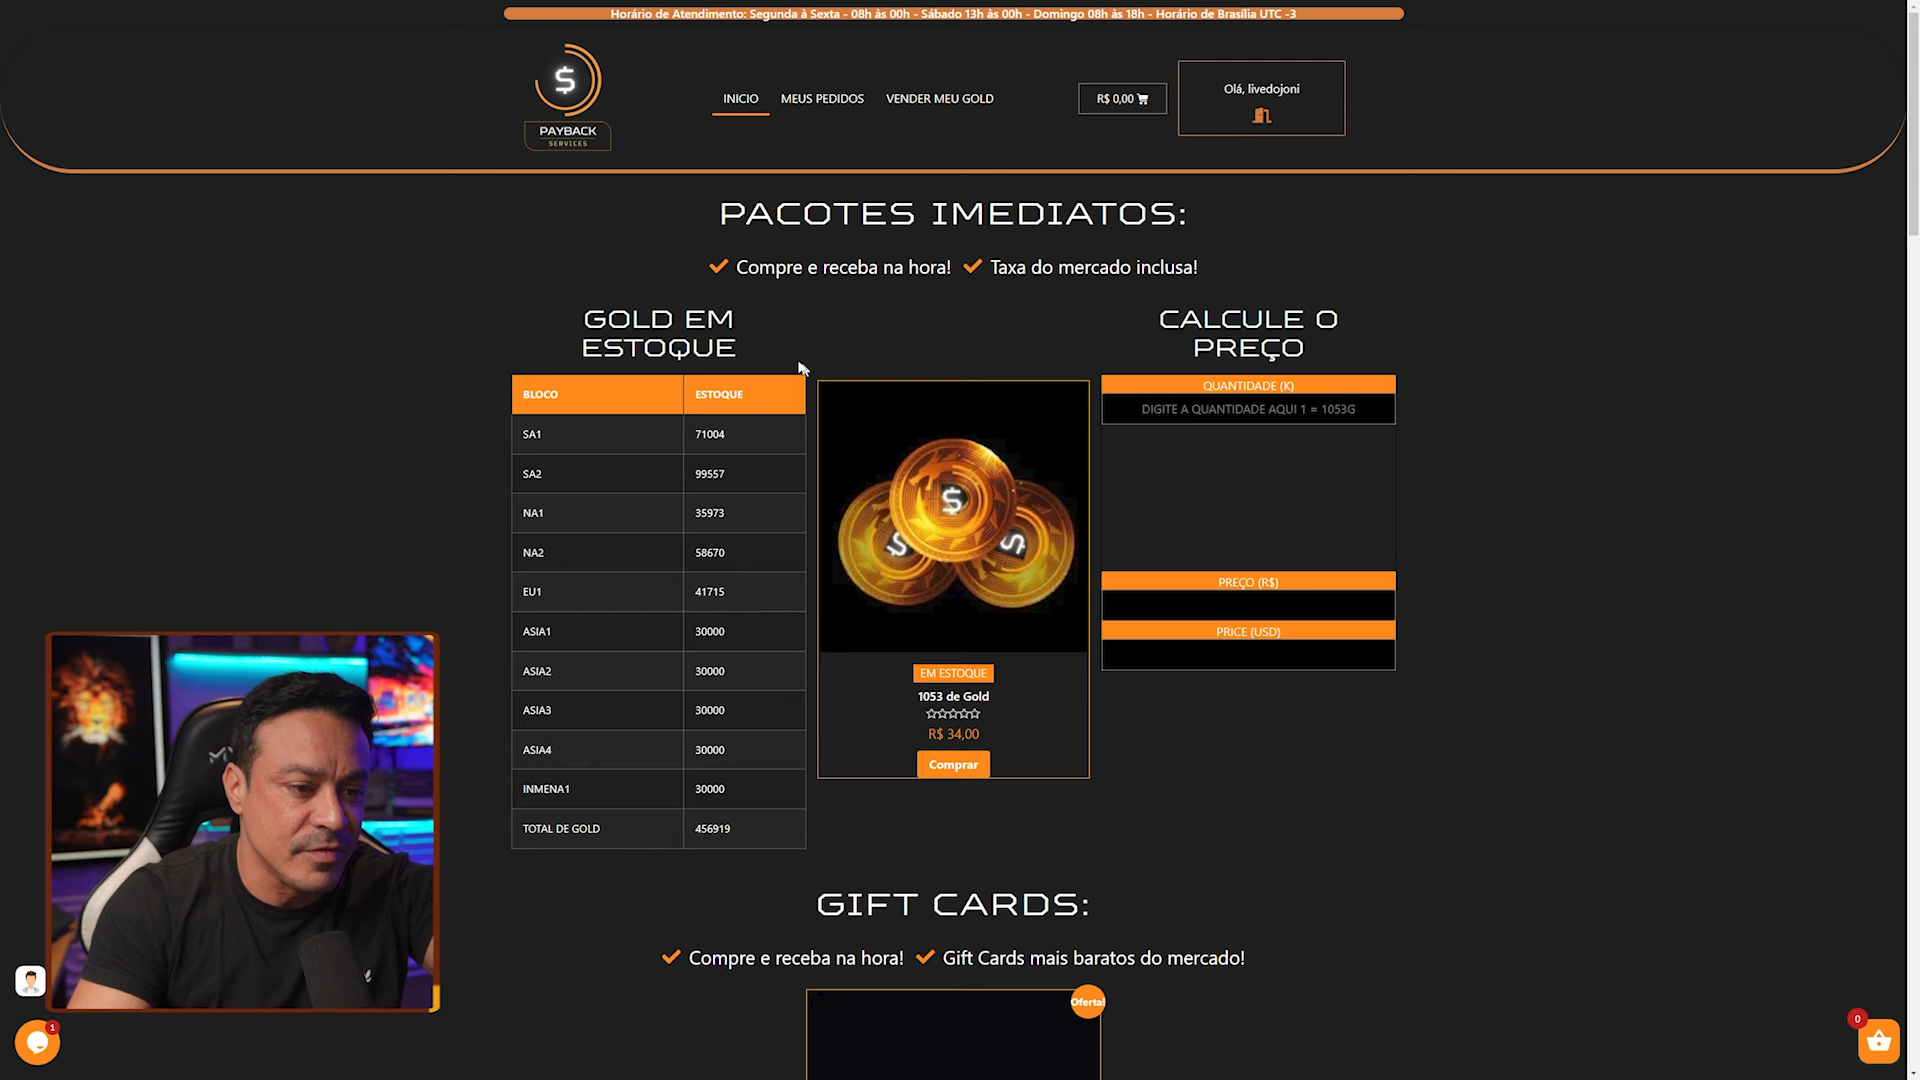 Horário de Atendimento: Segunda à Sexta - 08h às 00h - Sábado 13h às 00h - Domingo 08h às 18h - Horário de Brasília UTC -3
$
PAYBACK
SERVICES
INICIO
MEUS PEDIDOS
VENDER MEU GOLD
R$ 0,00
Olá, livedojoni
PACOTES IMEDIATOS:
Compre e receba na hora!
Taxa do mercado inclusa!
GOLD EM
ESTOQUE
BLOCO ESTOQUE
SA1 71004
SA2 99557
NA1 35973
NA2 58670
EU1 41715
ASIA1 30000
ASIA2 30000
ASIA3 30000
ASIA4 30000
INMENA1 30000
TOTAL DE GOLD 456919
$
$
$
EM ESTOQUE
1053 de Gold
R$ 34,00
Comprar
CALCULE O
PREÇO
QUANTIDADE (K)
DIGITE A QUANTIDADE AQUI 1 = 1053G
PREÇO (R$)
PRICE (USD)
GIFT CARDS:
Compre e receba na hora!
Gift Cards mais baratos do mercado!
Oferta!
1
0